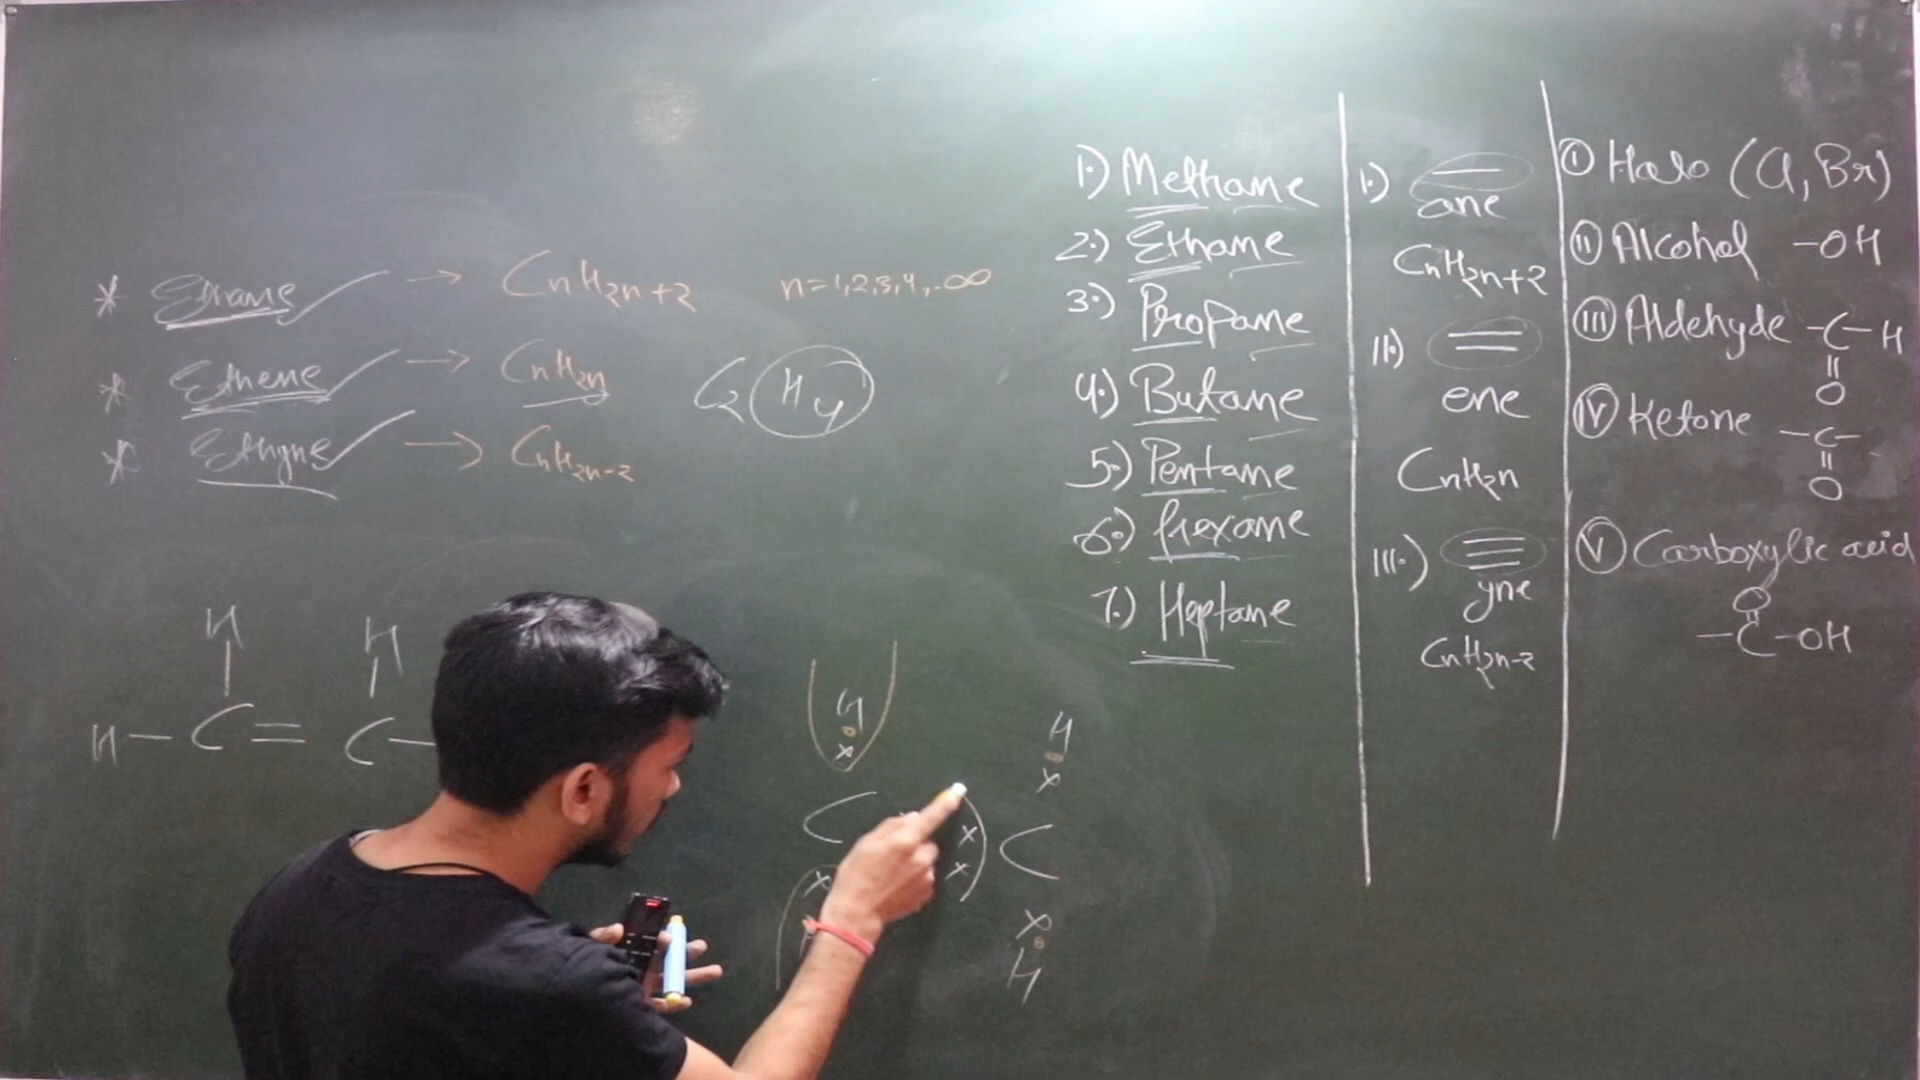 * Ethane → CnH2n+2 n=1,2,3,4,..∞
* Ethene → CnH2n C2 H4
* Ethyne → CnH2n-2
H H
H – C = C –
H H
x x
C x x C
x x
x
H
1.) Methane
2.) Ethane
3.) Propane
4.) Butane
5.) Pentane
6.) Hexane
7.) Heptane
I.) —
ane
CnH2n+2
II.) =
ene
CnH2n
III.) ≡
yne
CnH2n-2
I Halo (Cl, Br)
II Alcohol -OH
III Aldehyde -C-H
||
O
IV Ketone -C-
||
O
V Carboxylic acid
O
||
-C-OH